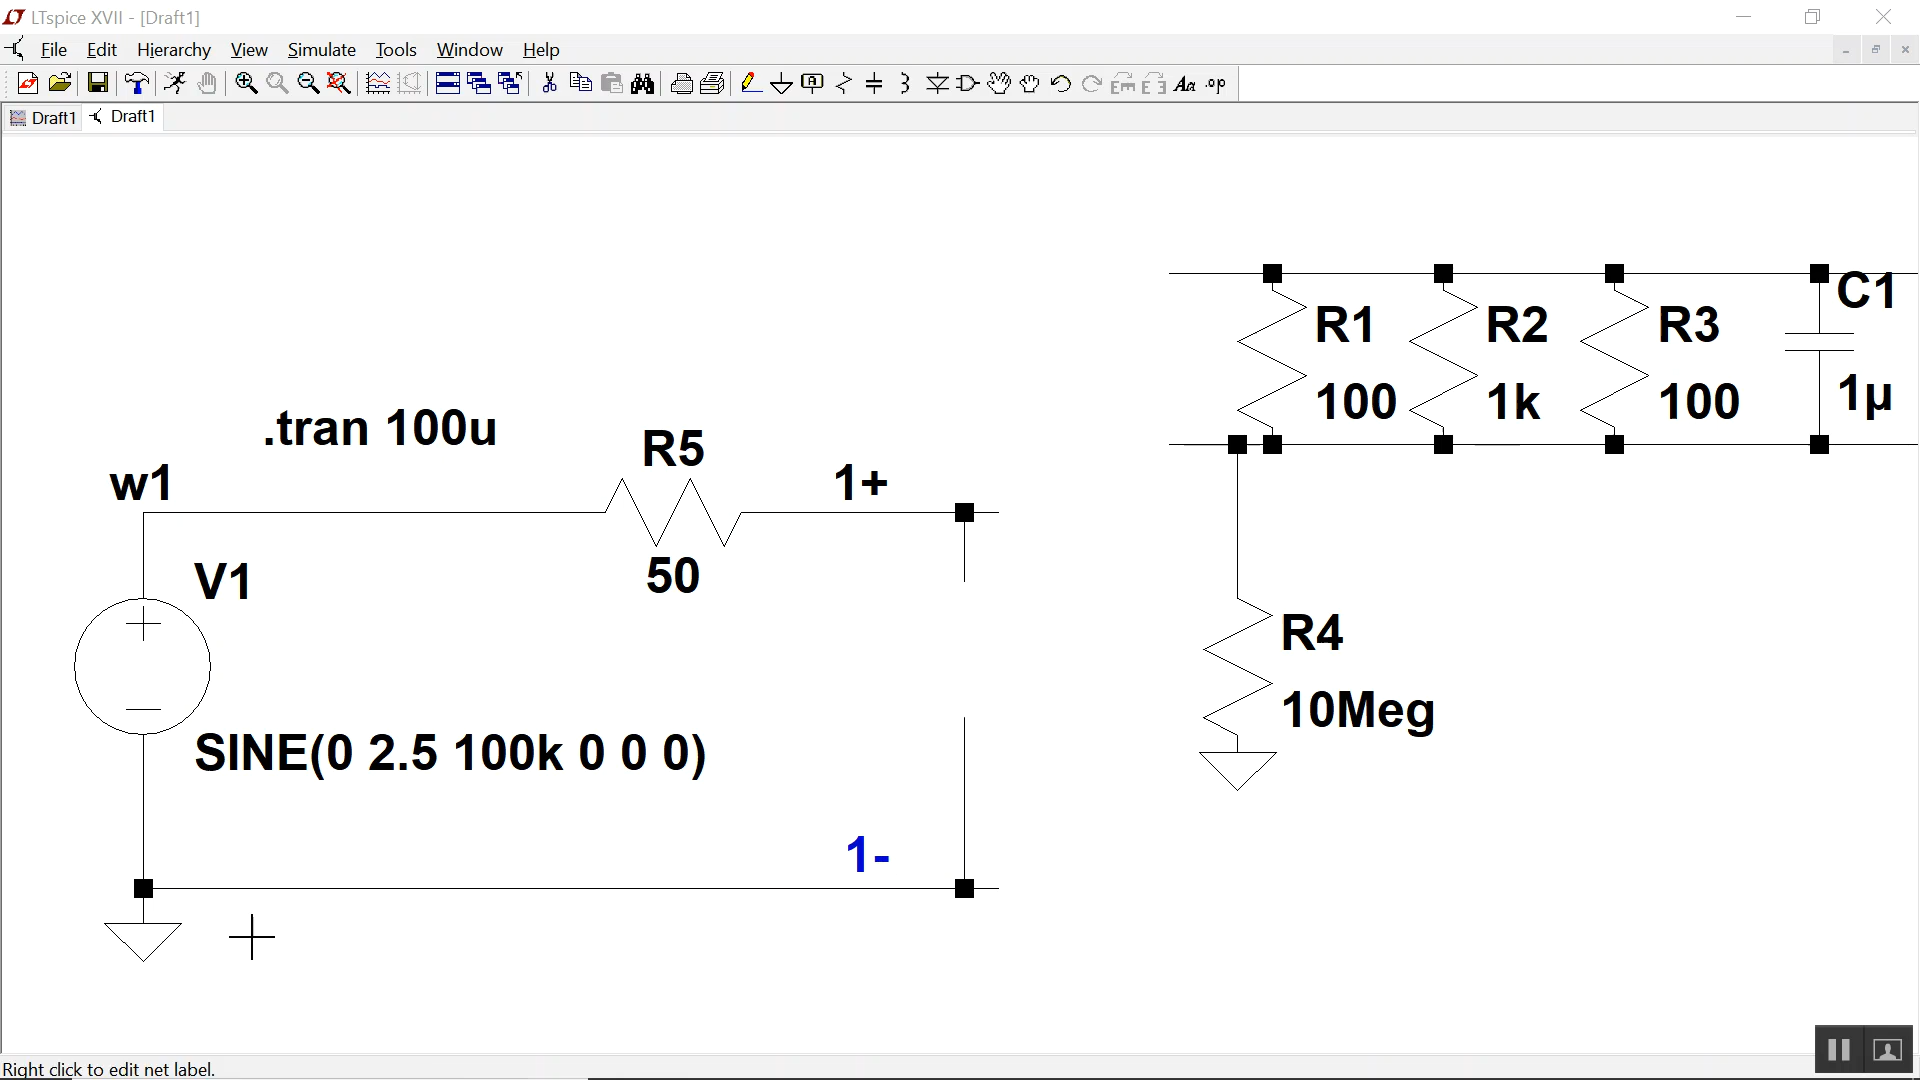 LTspice XVII - [Draft1]
File Edit Hierarchy View Simulate Tools Window Help
A Aa .op
Draft1 Draft1
C1
R1 R2 R3
100 1k 100 1µ
.tran 100u
R5
w1 1+
V1 50
R4
10Meg
SINE(0 2.5 100k 0 0 0)
1-
Right click to edit net label.